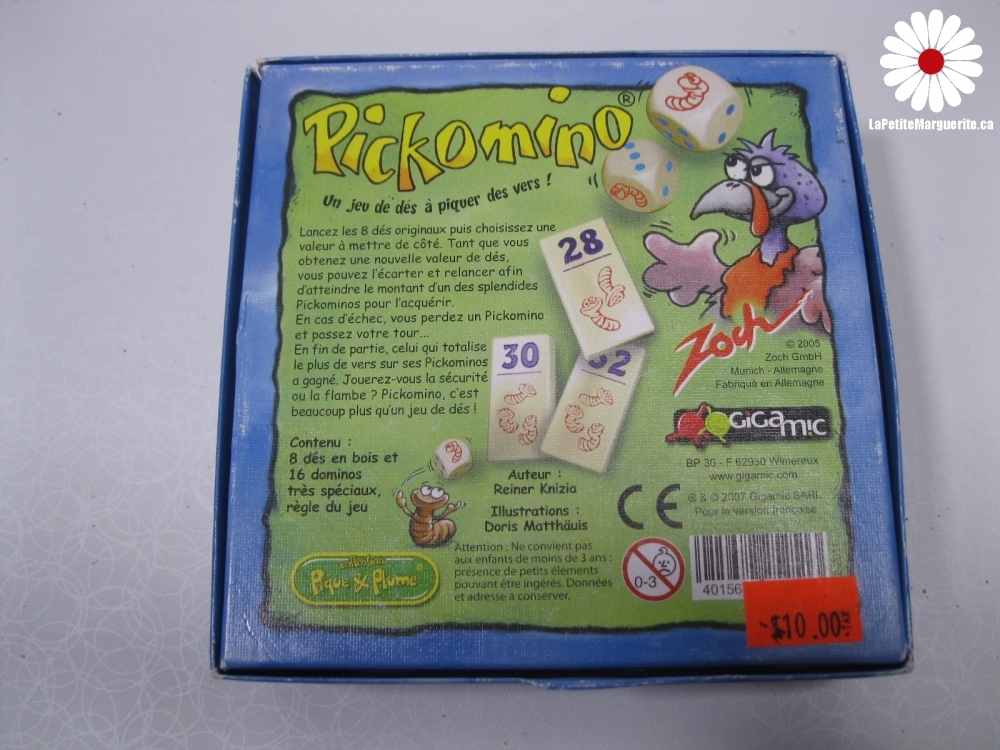 LaPetiteMarguerite.ca
Pickomino®
Un jeu de dés à piquer des vers !
Lancez les 8 dés originaux puis choisissez une
valeur à mettre de côté. Tant que vous
obtenez une nouvelle valeur de dés,
vous pouvez l'écarter et relancer afin
d'atteindre le montant d'un des splendides
Pickominos pour l'acquérir.
En cas d'échec, vous perdez un Pickomino
et passez votre tour...
En fin de partie, celui qui totalise
le plus de vers sur ses Pickominos
a gagné. Jouerez-vous la sécurité
ou la flambe ? Pickomino, c'est
beaucoup plus qu'un jeu de dés !
28
30
32
Contenu :
8 dés en bois et
16 dominos
très spéciaux,
règle du jeu
Auteur :
Reiner Knizia
Illustrations :
Doris Matthäuis
collection
Pique & Plume
Attention : Ne convient pas
aux enfants de moins de 3 ans :
présence de petits éléments
pouvant être ingérés. Données
et adresse à conserver.
Zoch
© 2005
Zoch GmbH
Munich - Allemagne
Fabriqué en Allemagne
GiGamic
BP 30 - F 62930 Wimereux
www.gigamic.com
CE
® & © 2007 Gigamic SARL
Pour la version française
0-3
40156
$10.00
+TAX